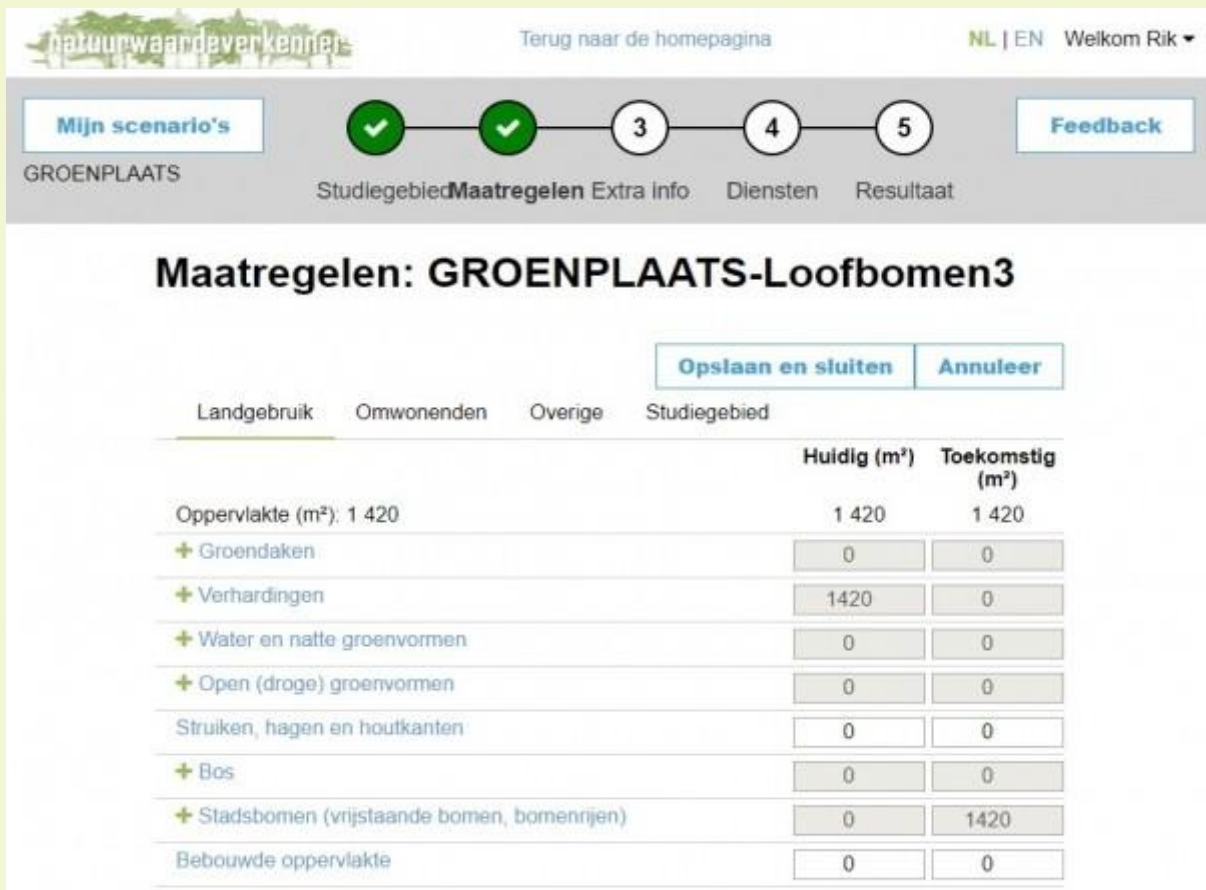 natuurwaardeverkenner
Terug naar de homepagina
NL | EN Welkom Rik
Mijn scenario's
3 4 5
Feedback
GROENPLAATS
Studiegebied Maatregelen Extra info Diensten Resultaat
Maatregelen: GROENPLAATS-Loofbomen3
Opslaan en sluiten Annuleer
Landgebruik Omwonenden Overige Studiegebied
Huidig (m²) Toekomstig
(m²)
Oppervlakte (m²): 1 420 1 420 1 420
+ Groendaken 0 0
+ Verhardingen 1420 0
+ Water en natte groenvormen 0 0
+ Open (droge) groenvormen 0 0
Struiken, hagen en houtkanten 0 0
+ Bos 0 0
+ Stadsbomen (vrijstaande bomen, bomenrijen) 0 1420
Bebouwde oppervlakte 0 0